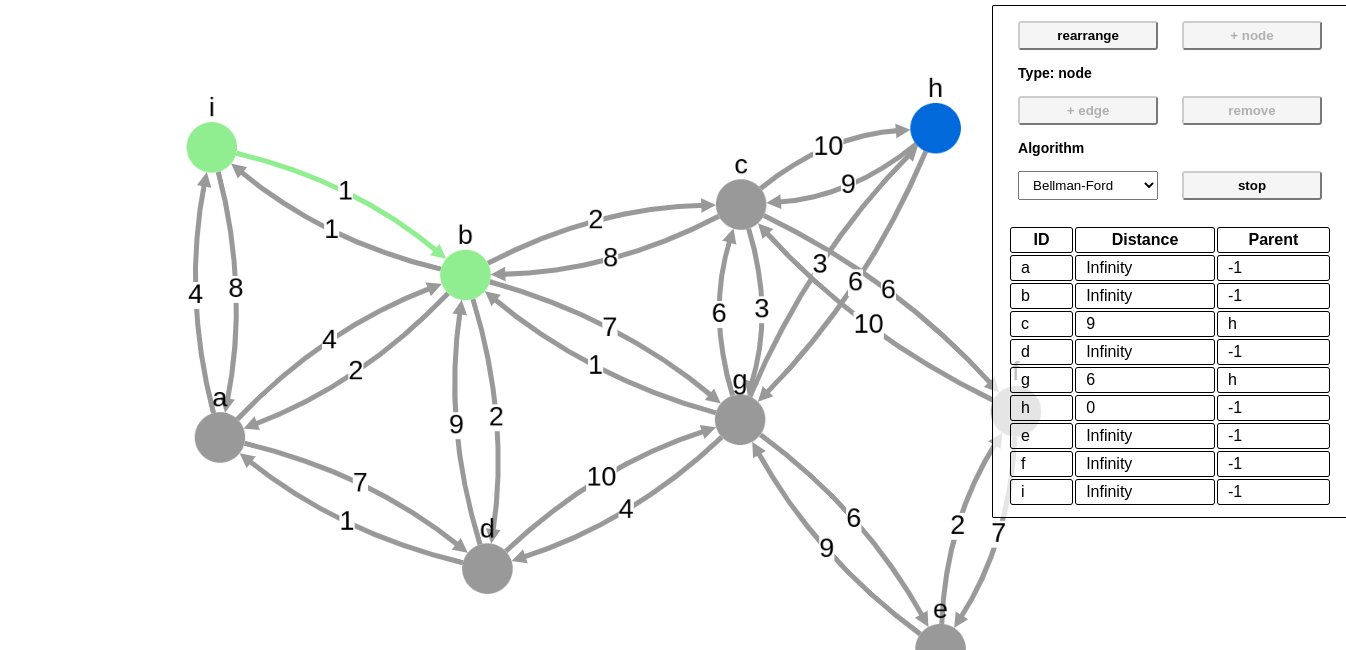 rearrange
+ node
Type: node
+ edge
remove
Algorithm
Bellman-Ford
stop
ID Distance Parent
a Infinity -1
b Infinity -1
c 9 h
d Infinity -1
g 6 h
h 0 -1
e Infinity -1
f Infinity -1
i Infinity -1
h
i
10
c
9
1
2
1
b
8
3
6
6
4
8
6
3
10
7
4
1
2
f
g
a
9
2
10
7
4
1
6
2
7
d
9
e